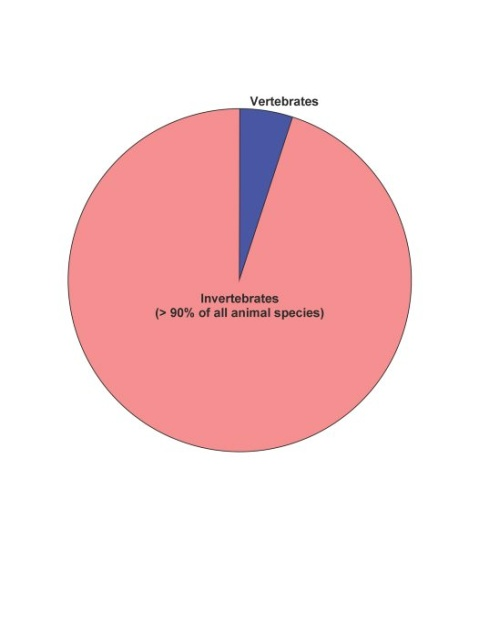 Vertebrates
Invertebrates
(> 90% of all animal species)